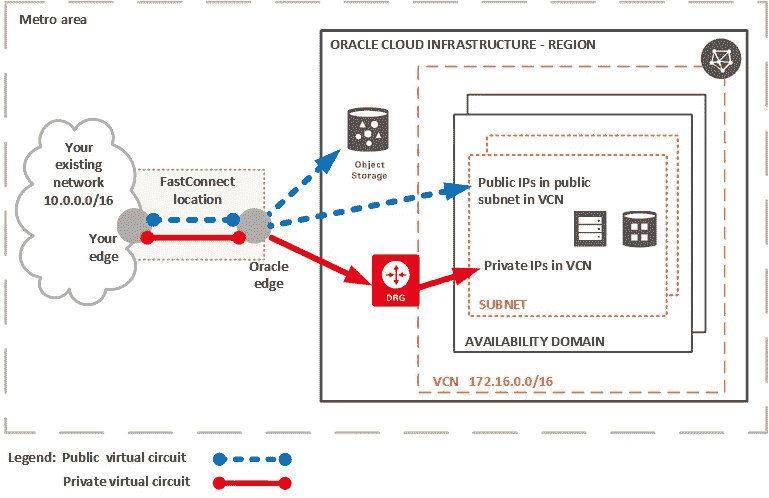 Metro area
ORACLE CLOUD INFRASTRUCTURE - REGION
Your
existing
network
10.0.0.0/16
FastConnect
location
Your
edge
Oracle
edge
Object
Storage
DRG
Public IPs in public
subnet in VCN
Private IPs in VCN
SUBNET
AVAILABILITY DOMAIN
VCN 172.16.0.0/16
Legend: Public virtual circuit
Private virtual circuit